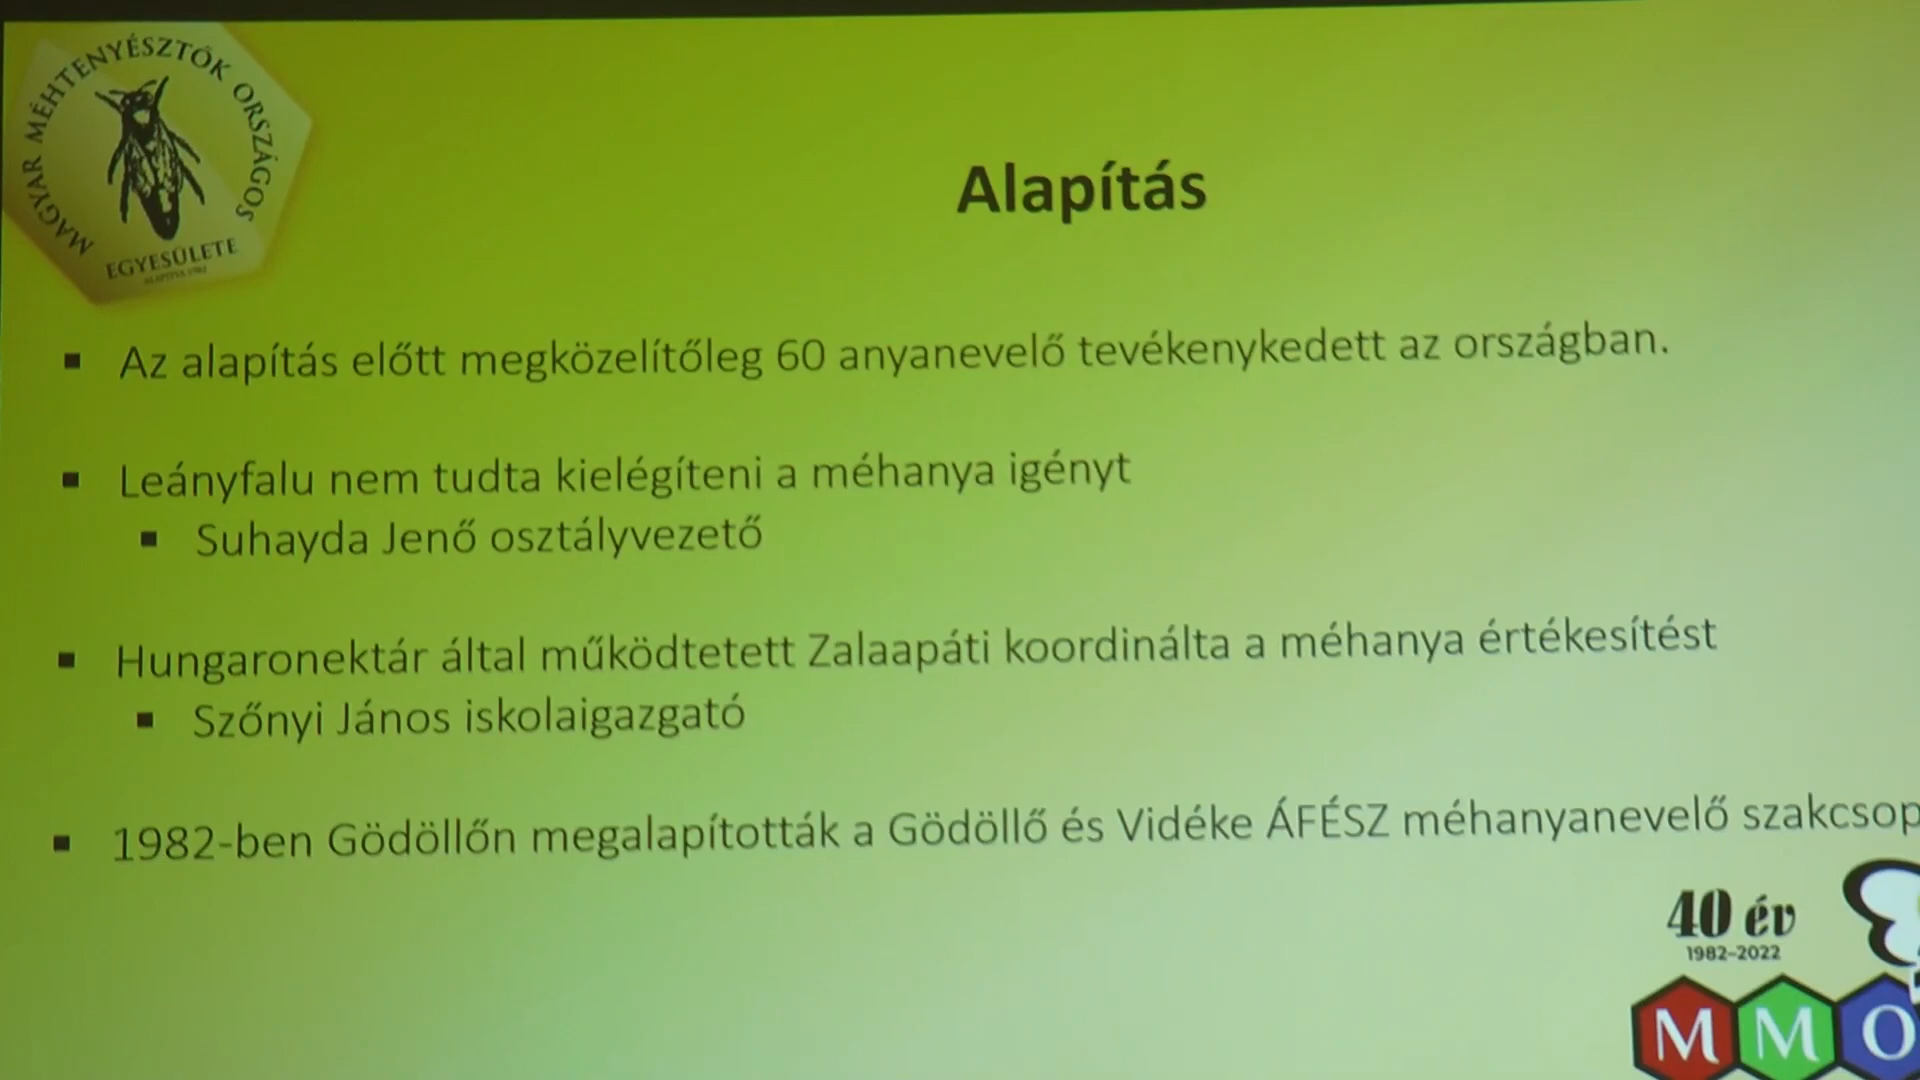 MAGYAR MÉHTENYÉSZTŐK ORSZÁGOS
EGYESÜLETE
Alapítás
▪ Az alapítás előtt megközelítőleg 60 anyanevelő tevékenykedett az országban.
▪ Leányfalu nem tudta kielégíteni a méhanya igényt
▪ Suhayda Jenő osztályvezető
▪ Hungaronektár által működtetett Zalaapáti koordinálta a méhanya értékesítést
▪ Szőnyi János iskolaigazgató
▪ 1982-ben Gödöllőn megalapították a Gödöllő és Vidéke ÁFÉSZ méhanyanevelő szakcsop
40 év
1982-2022
MMO